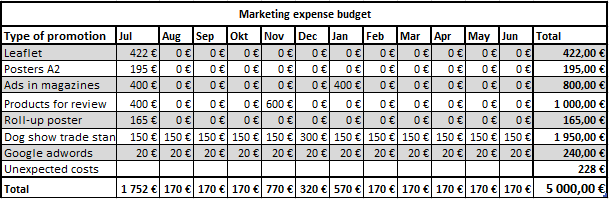 Marketing expense budget
Type of promotion Jul Aug Sep Okt Nov Dec Jan Feb Mar Apr May Jun Total
Leaflet 422 € 0 € 0 € 0 € 0 € 0 € 0 € 0 € 0 € 0 € 0 € 0 € 422,00 €
Posters A2 195 € 0 € 0 € 0 € 0 € 0 € 0 € 0 € 0 € 0 € 0 € 0 € 195,00 €
Ads in magazines 400 € 0 € 0 € 0 € 0 € 0 € 400 € 0 € 0 € 0 € 0 € 0 € 800,00 €
Products for review 400 € 0 € 0 € 0 € 600 € 0 € 0 € 0 € 0 € 0 € 0 € 0 € 1 000,00 €
Roll-up poster 165 € 0 € 0 € 0 € 0 € 0 € 0 € 0 € 0 € 0 € 0 € 0 € 165,00 €
Dog show trade stan 150 € 150 € 150 € 150 € 150 € 300 € 150 € 150 € 150 € 150 € 150 € 150 € 1 950,00 €
Google adwords 20 € 20 € 20 € 20 € 20 € 20 € 20 € 20 € 20 € 20 € 20 € 20 € 240,00 €
Unexpected costs 228 €
Total 1 752 € 170 € 170 € 170 € 770 € 320 € 570 € 170 € 170 € 170 € 170 € 170 € 5 000,00 €